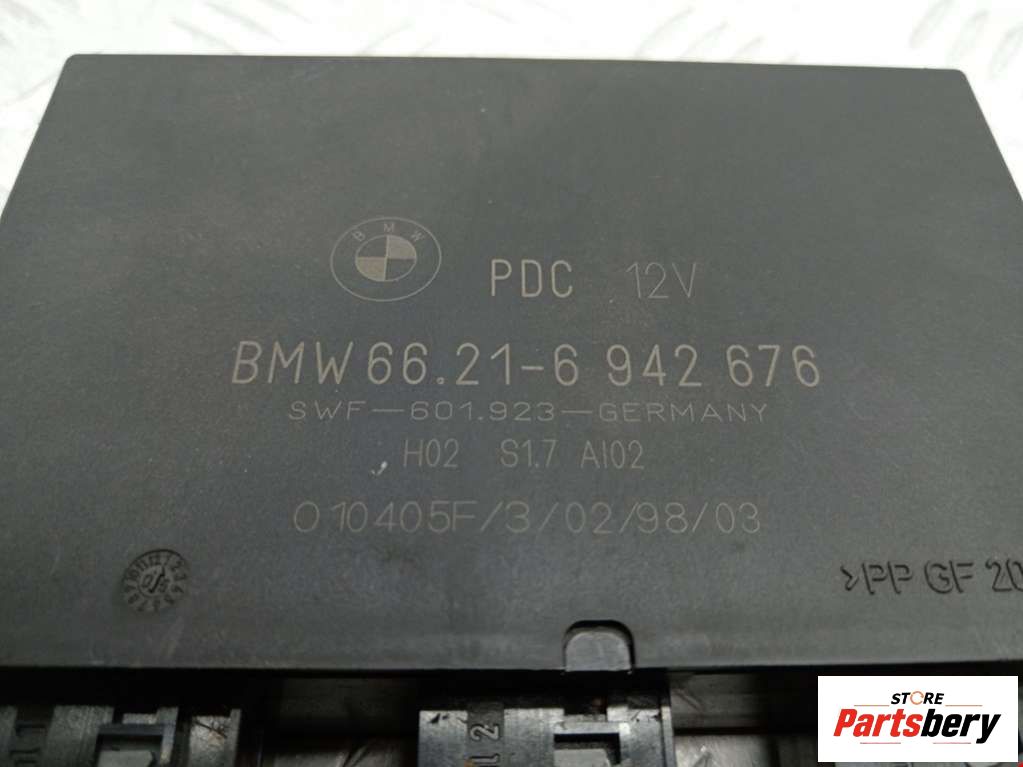 BMW
PDC 12V
BMW 66.21-6 942 676
SWF-601.923-GERMANY
H02 S1.7 AI02
010405F/3/02/98/03
>PP GF 20
STORE
Partsbery